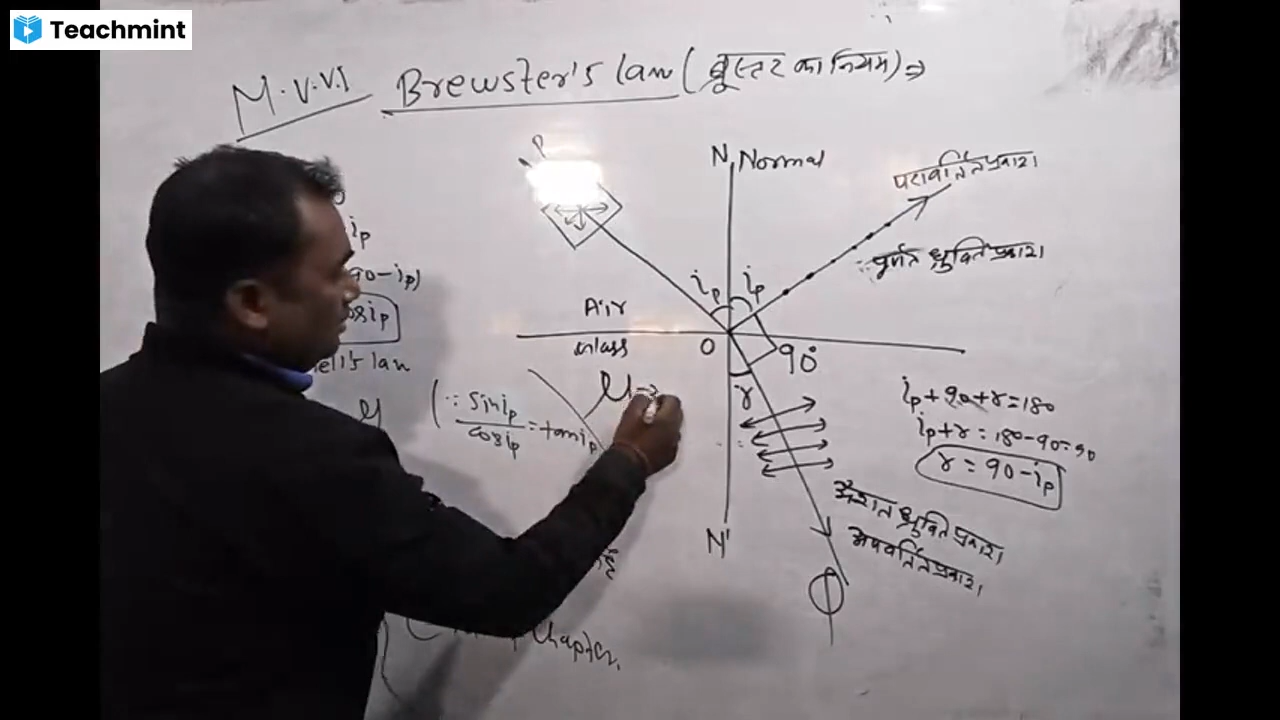 Teachmint
M.V.V.I Brewster's law (ब्रूस्टर का नियम) ⇒
N Normal
परावर्तित प्रकाश
पूर्णत ध्रुवित प्रकाश
P
ip
ip
Air
Glass
O
90°
r
ip
90-ip)
cosip
ell's law
μ
(∵ sin ip / cos ip = tan ip
μ=
ip+90+r=180
ip+r=180-90=90
r=90-ip
ध्रुवित प्रकाश
अपवर्तित प्रकाश
N'
Chapter.